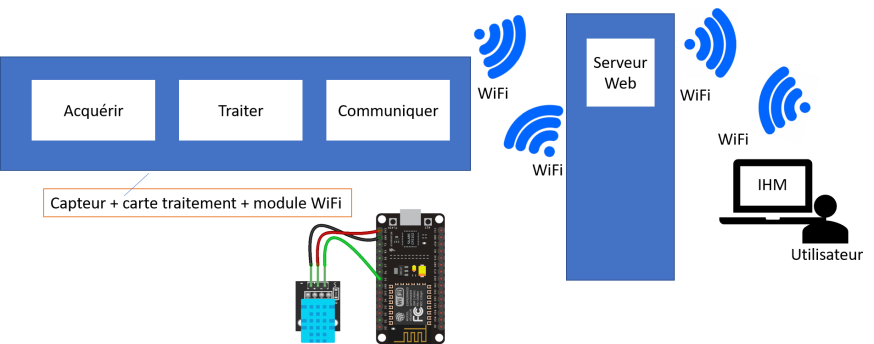 Acquérir
Traiter
Communiquer
Capteur + carte traitement + module WiFi
WiFi
WiFi
Serveur
Web
WiFi
WiFi
IHM
Utilisateur